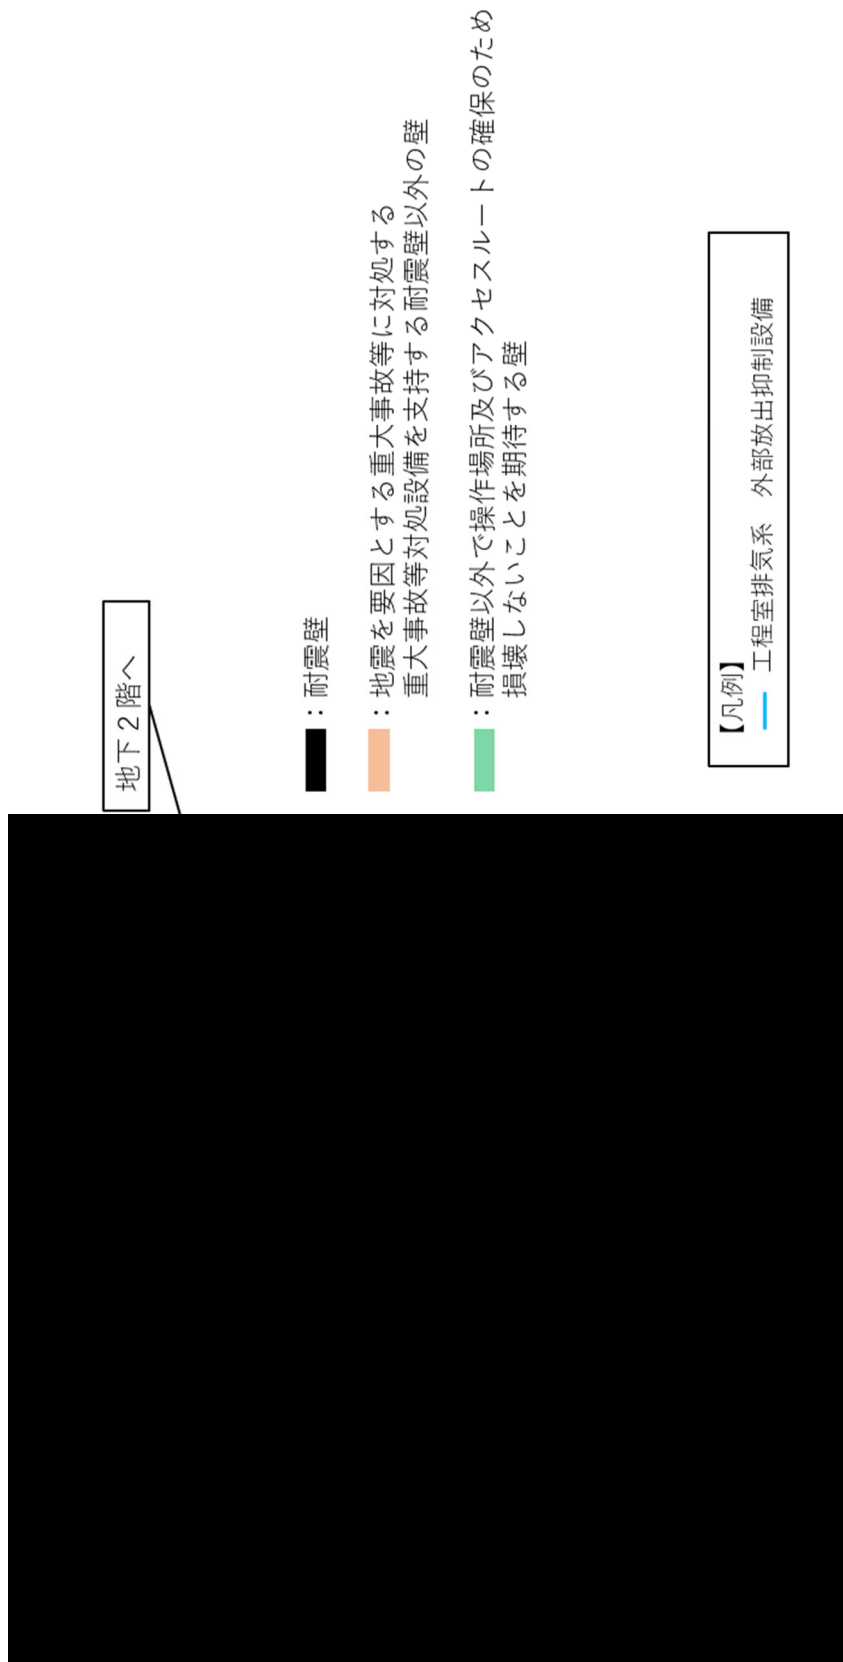 地下２階へ
：耐震壁
：地震を要因とする重大事故等に対処する
重大事故等対処設備を支持する耐震壁以外の壁
：耐震壁以外で操作場所及びアクセスルートの確保のため
損壊しないことを期待する壁
【凡例】
工程室排気系　外部放出抑制設備